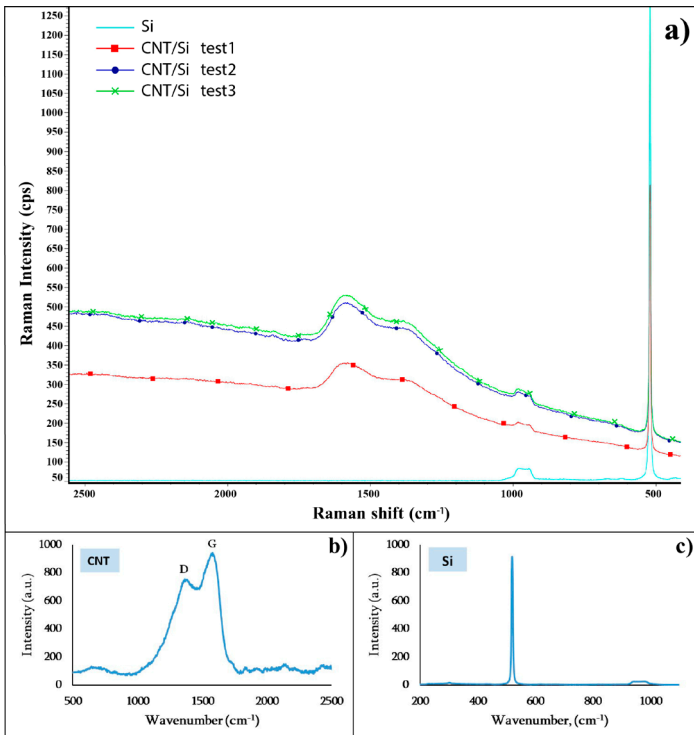 a)
Si
CNT/Si test1
CNT/Si test2
CNT/Si test3
Raman Intensity (cps)
1250
1200
1150
1100
1050
1000
950
900
850
800
750
700
650
600
550
500
450
400
350
300
250
200
150
100
50
2500 2000 1500 1000 500
Raman shift (cm-1)
b)
CNT
D
G
Intensity (a.u.)
1000
800
600
400
200
0
500 1000 1500 2000 2500
Wavenumber (cm-1)
c)
Si
Intensity (a.u.)
1000
800
600
400
200
0
200 400 600 800 1000
Wavenumber, (cm-1)